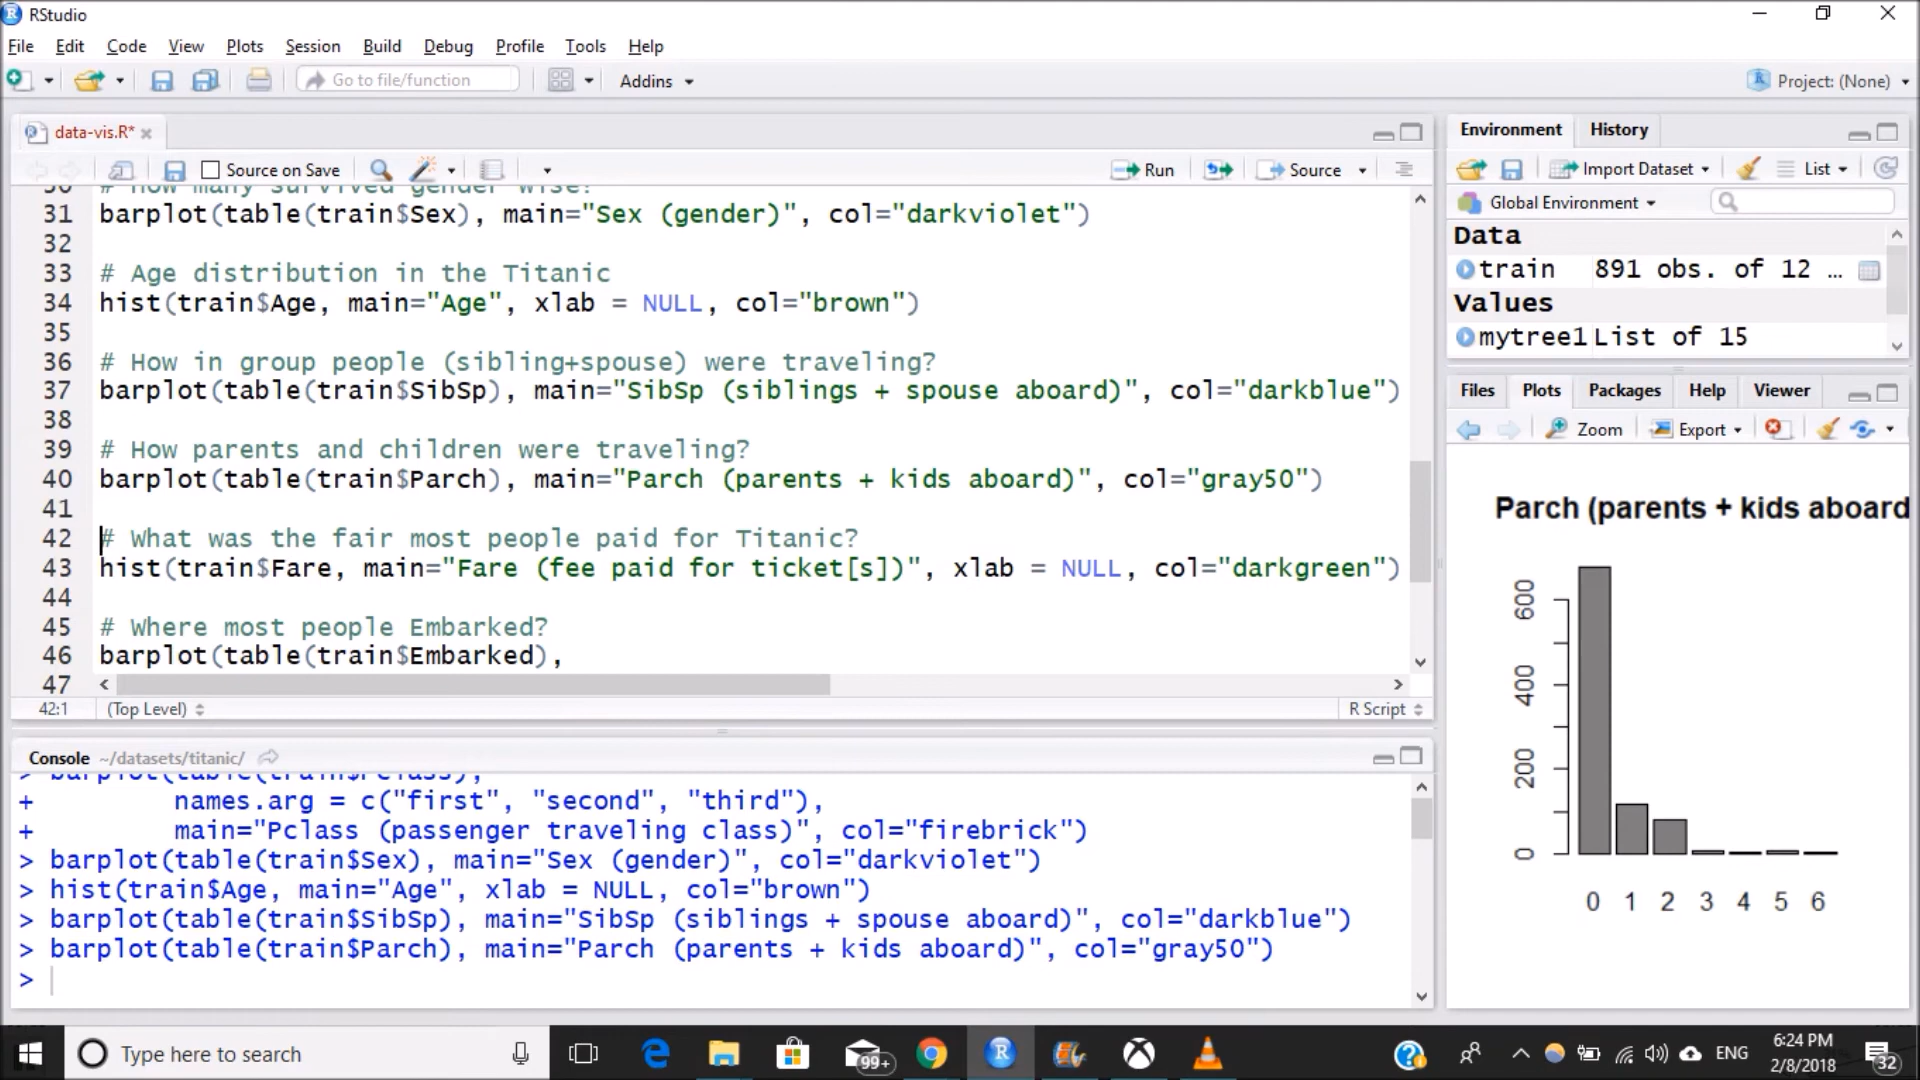 RStudio
File Edit Code View Plots Session Build Debug Profile Tools Help
Go to file/function Addins Project: (None)
data-vis.R*
Source on Save Run Source
30 # How many survived gender wise?
31 barplot(table(train$Sex), main="Sex (gender)", col="darkviolet")
32
33 # Age distribution in the Titanic
34 hist(train$Age, main="Age", xlab = NULL, col="brown")
35
36 # How in group people (sibling+spouse) were traveling?
37 barplot(table(train$SibSp), main="SibSp (siblings + spouse aboard)", col="darkblue")
38
39 # How parents and children were traveling?
40 barplot(table(train$Parch), main="Parch (parents + kids aboard)", col="gray50")
41
42 # What was the fair most people paid for Titanic?
43 hist(train$Fare, main="Fare (fee paid for ticket[s])", xlab = NULL, col="darkgreen")
44
45 # Where most people Embarked?
46 barplot(table(train$Embarked),
47
42:1 (Top Level) R Script
Console ~/datasets/titanic/
> barplot(table(train$Pclass),
+ names.arg = c("first", "second", "third"),
+ main="Pclass (passenger traveling class)", col="firebrick")
> barplot(table(train$Sex), main="Sex (gender)", col="darkviolet")
> hist(train$Age, main="Age", xlab = NULL, col="brown")
> barplot(table(train$SibSp), main="SibSp (siblings + spouse aboard)", col="darkblue")
> barplot(table(train$Parch), main="Parch (parents + kids aboard)", col="gray50")
>
Environment History
Import Dataset List
Global Environment
Data
train 891 obs. of 12 …
Values
mytree1 List of 15
Files Plots Packages Help Viewer
Zoom Export
Parch (parents + kids aboard
600
400
200
0
0 1 2 3 4 5 6
Type here to search
99+
ENG
6:24 PM
2/8/2018
32